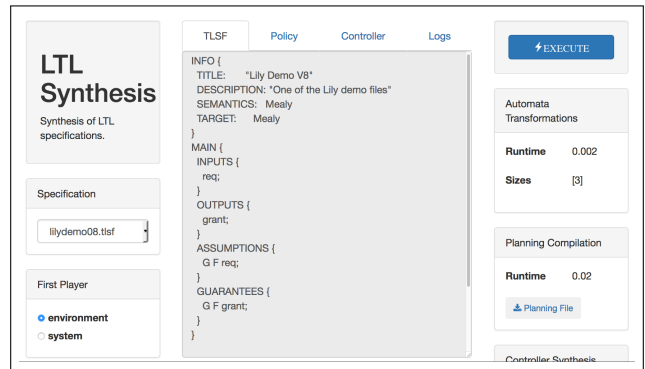 LTL
Synthesis
Synthesis of LTL
specifications.
Specification
lilydemo08.tlsf
First Player
environment
system
TLSF Policy Controller Logs
INFO {
TITLE: "Lily Demo V8"
DESCRIPTION: "One of the Lily demo files"
SEMANTICS: Mealy
TARGET: Mealy
}
MAIN {
INPUTS {
req;
}
OUTPUTS {
grant;
}
ASSUMPTIONS {
G F req;
}
GUARANTEES {
G F grant;
}
}
EXECUTE
Automata
Transformations
Runtime 0.002
Sizes [3]
Planning Compilation
Runtime 0.02
Planning File
Controller Synthesis